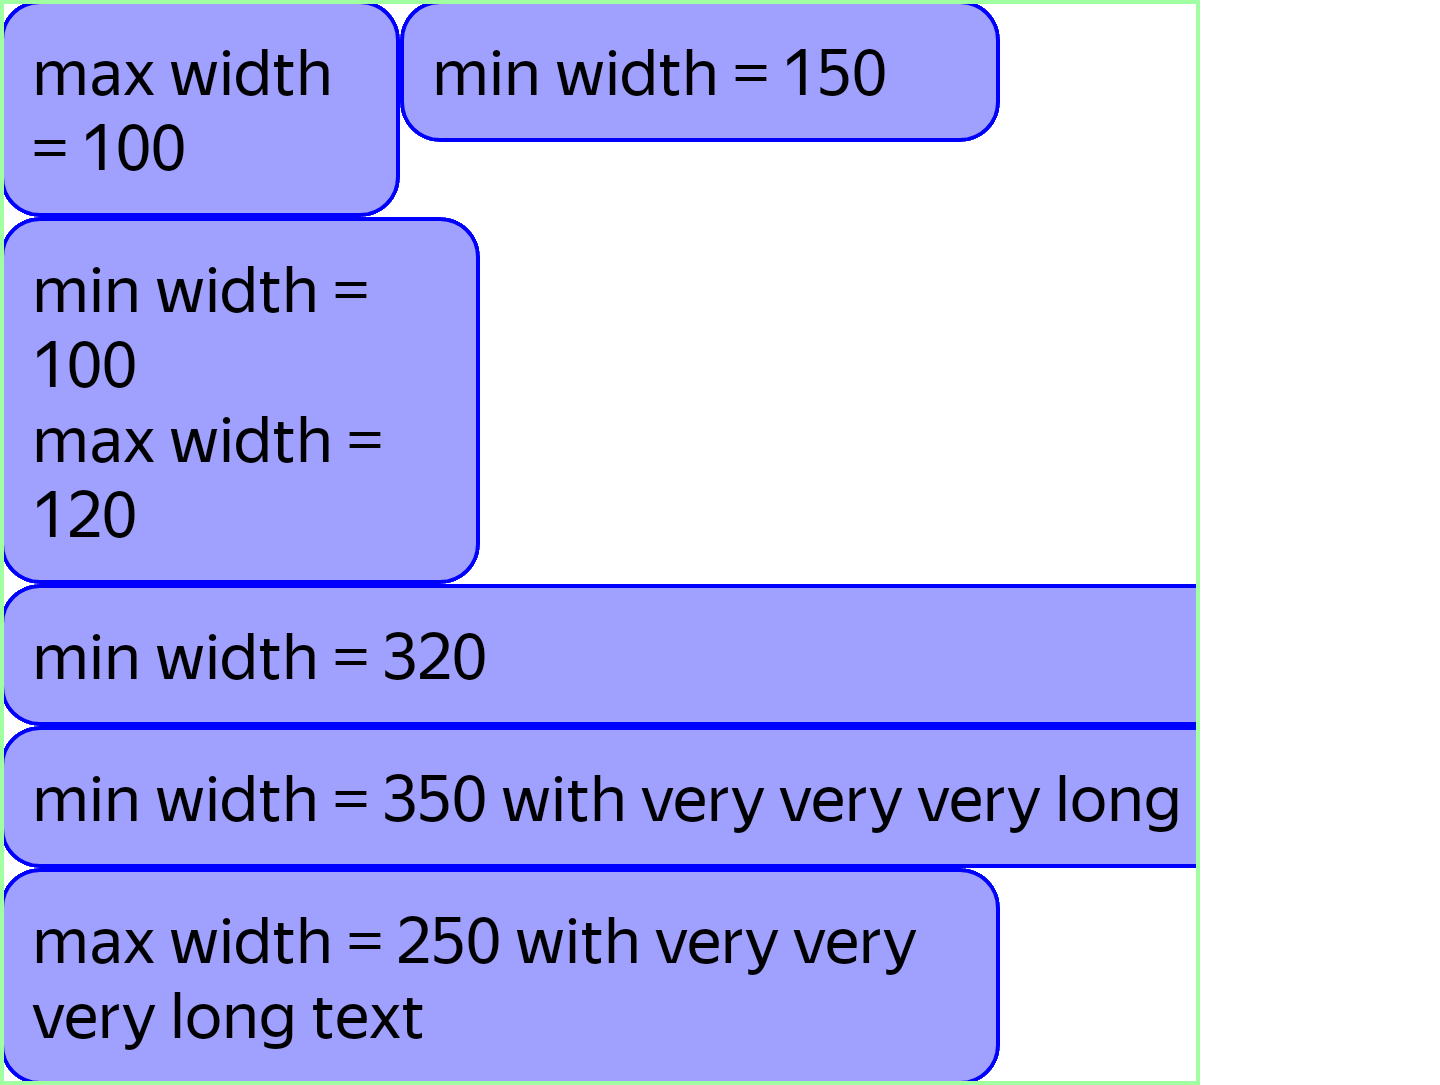 max width
= 100
min width = 150
min width =
100
max width =
120
min width = 320
min width = 350 with very very very long
max width = 250 with very very
very long text